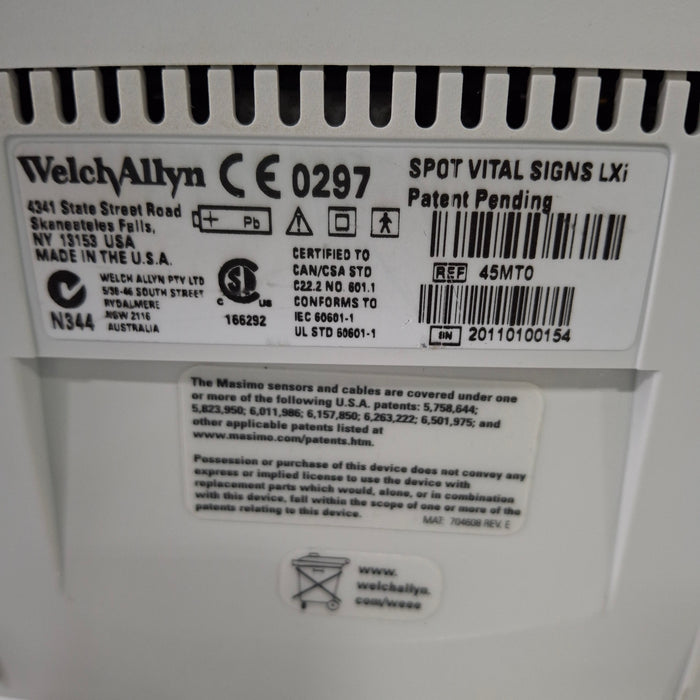 WelchAllyn CE 0297
SPOT VITAL SIGNS LXi
Patent Pending
4341 State Street Road
Skaneateles Falls,
NY 13153 USA
MADE IN THE U.S.A.
+ Pb
REF 45MT0
SN 20110100154
N344
WELCH ALLYN PTY LTD
5/38-46 SOUTH STREET
RYDALMERE
NSW 2116
AUSTRALIA
C US
166292
CERTIFIED TO
CAN/CSA STD
C22.2 NO. 601.1
CONFORMS TO
IEC 60601-1
UL STD 60601-1
The Masimo sensors and cables are covered under one
or more of the following U.S.A. patents: 5,758,644;
5,823,950; 6,011,986; 6,157,850; 6,263,222; 6,501,975; and
other applicable patents listed at
www.masimo.com/patents.htm.
Possession or purchase of this device does not convey any
express or implied license to use the device with
replacement parts which would, alone, or in combination
with this device, fall within the scope of one or more of the
patents relating to this device.
MAT: 704608 REV. E
www.
welchallyn.
com/weee